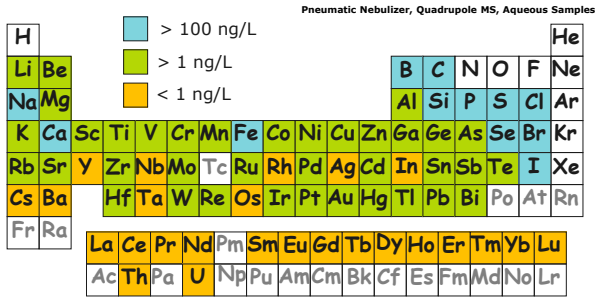 Pneumatic Nebulizer, Quadrupole MS, Aqueous Samples
H > 100 ng/L He
Li Be > 1 ng/L B C N O F Ne
Na Mg < 1 ng/L Al Si P S Cl Ar
K Ca Sc Ti V Cr Mn Fe Co Ni Cu Zn Ga Ge As Se Br Kr
Rb Sr Y Zr Nb Mo Tc Ru Rh Pd Ag Cd In Sn Sb Te I Xe
Cs Ba Hf Ta W Re Os Ir Pt Au Hg Tl Pb Bi Po At Rn
Fr Ra
La Ce Pr Nd Pm Sm Eu Gd Tb Dy Ho Er Tm Yb Lu
Ac Th Pa U Np Pu Am Cm Bk Cf Es Fm Md No Lr